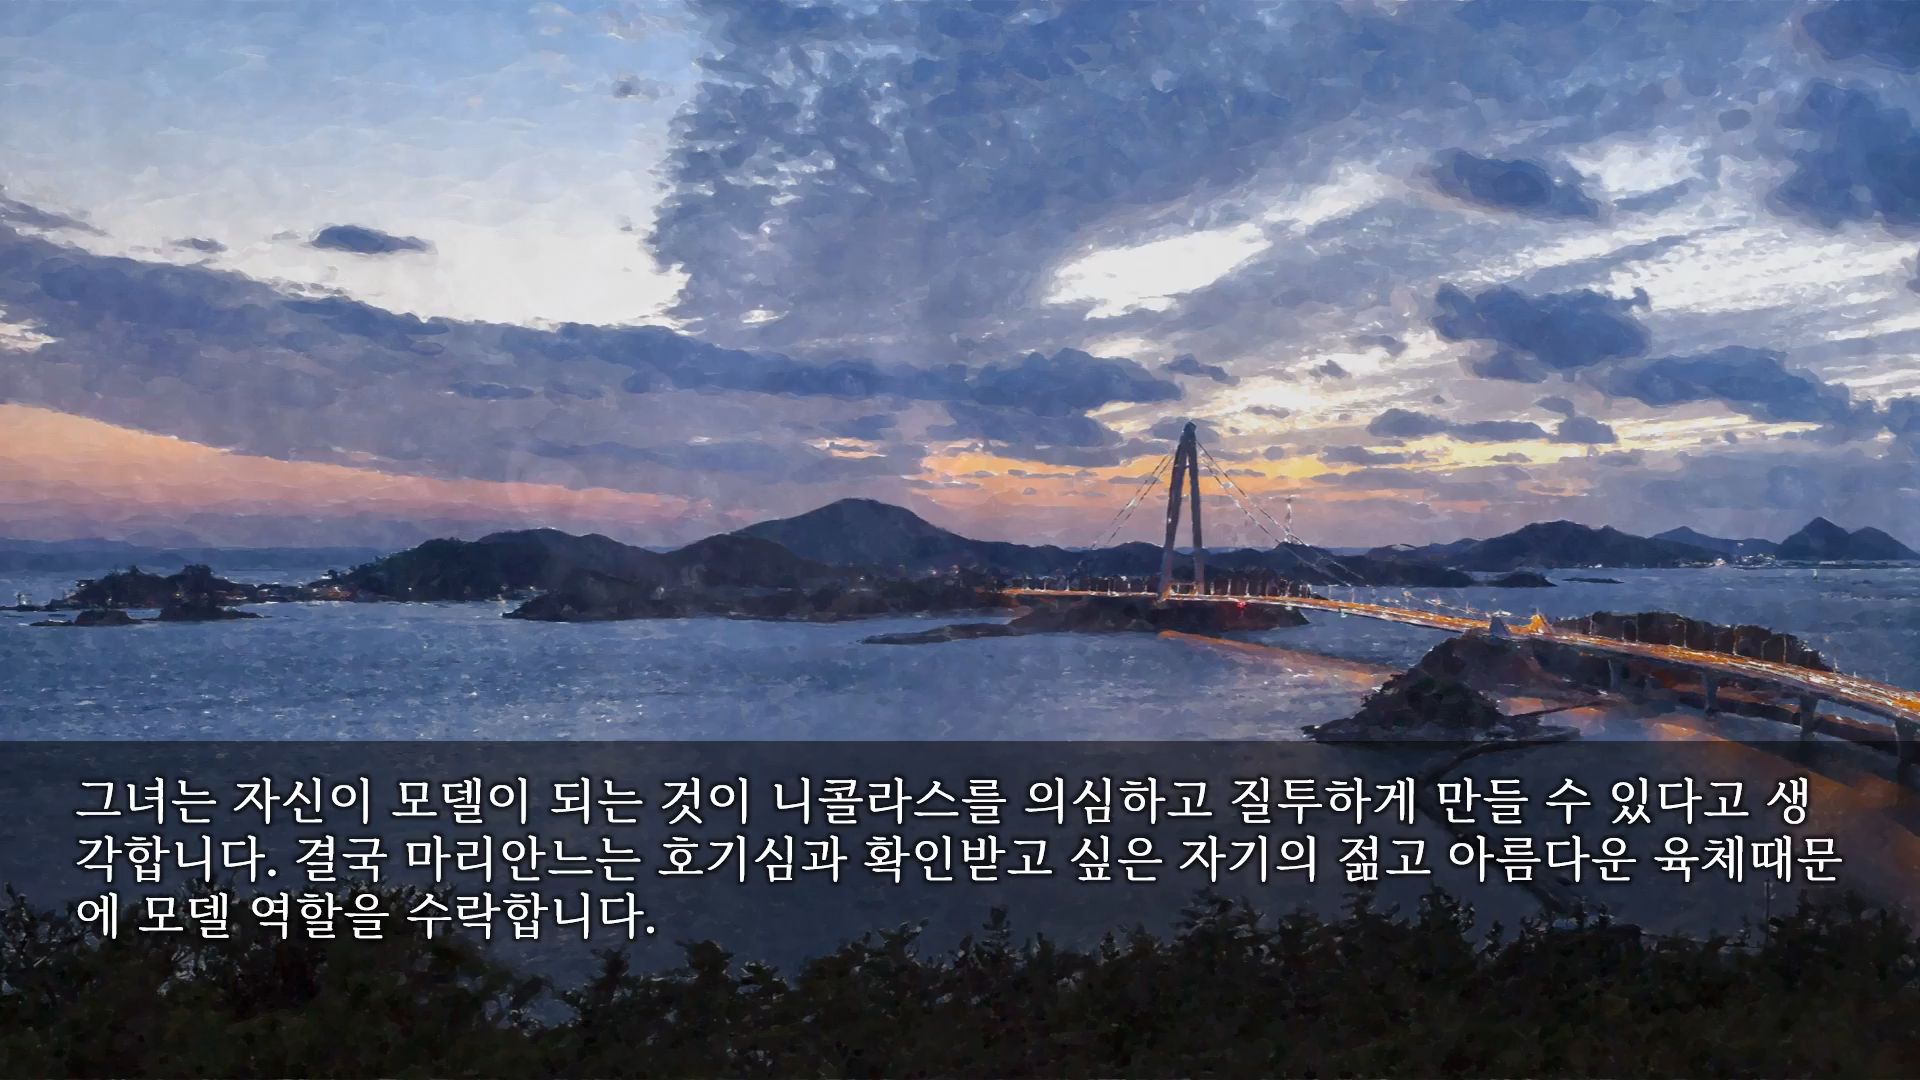 그녀는 자신이 모델이 되는 것이 니콜라스를 의심하고 질투하게 만들 수 있다고 생
각합니다. 결국 마리안느는 호기심과 확인받고 싶은 자기의 젊고 아름다운 육체때문
에 모델 역할을 수락합니다.